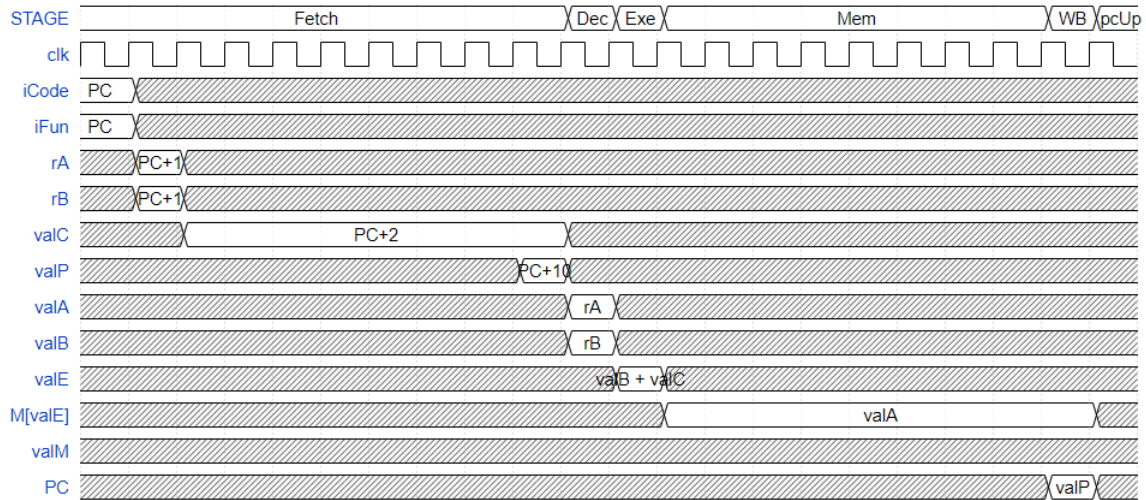 STAGE Fetch Dec Exe Mem WB pcUp
clk
iCode PC
iFun PC
rA PC+1
rB PC+1
valC PC+2
valP PC+10
valA rA
valB rB
valE valB + valC
M[valE] valA
valM
PC valP